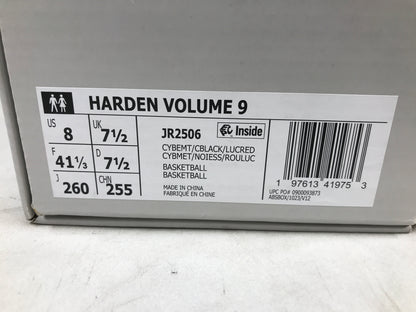 HARDEN VOLUME 9
US 8 UK 7½
F 41⅓ D 7½
J 260 CHN 255
JR2506
Inside
CYBEMT/CBLACK/LUCRED
CYBMET/NOIESS/ROULUC
BASKETBALL
BASKETBALL
MADE IN CHINA
FABRIQUÉ EN CHINE
1 97613 41975 3
UPC PO# 0900093873
ABSBOX/1023/V12